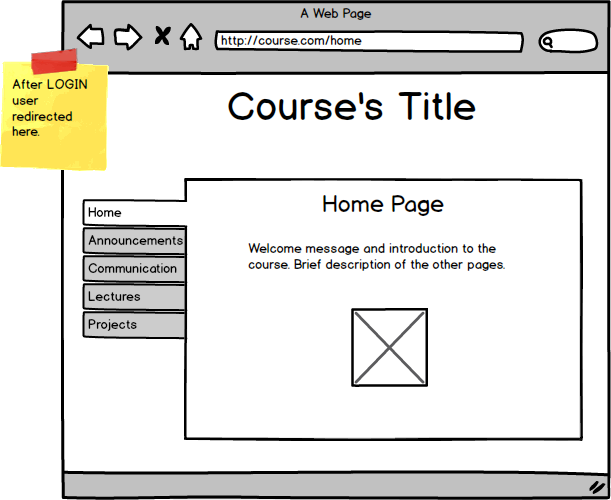 A Web Page
http://course.com/home
After LOGIN
user
redirected
here.
Course's Title
Home
Announcements
Communication
Lectures
Projects
Home Page
Welcome message and introduction to the
course. Brief description of the other pages.